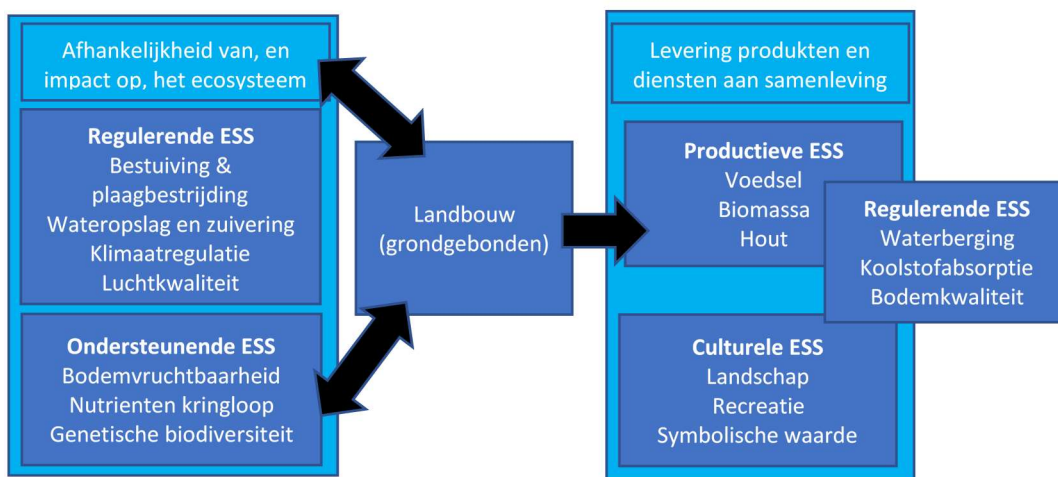 Afhankelijkheid van, en
impact op, het ecosysteem
Regulerende ESS
Bestuiving &
plaagbestrijding
Wateropslag en zuivering
Klimaatregulatie
Luchtkwaliteit
Ondersteunende ESS
Bodemvruchtbaarheid
Nutrienten kringloop
Genetische biodiversiteit
Landbouw
(grondgebonden)
Levering produkten en
diensten aan samenleving
Productieve ESS
Voedsel
Biomassa
Hout
Regulerende ESS
Waterberging
Koolstofabsorptie
Bodemkwaliteit
Culturele ESS
Landschap
Recreatie
Symbolische waarde